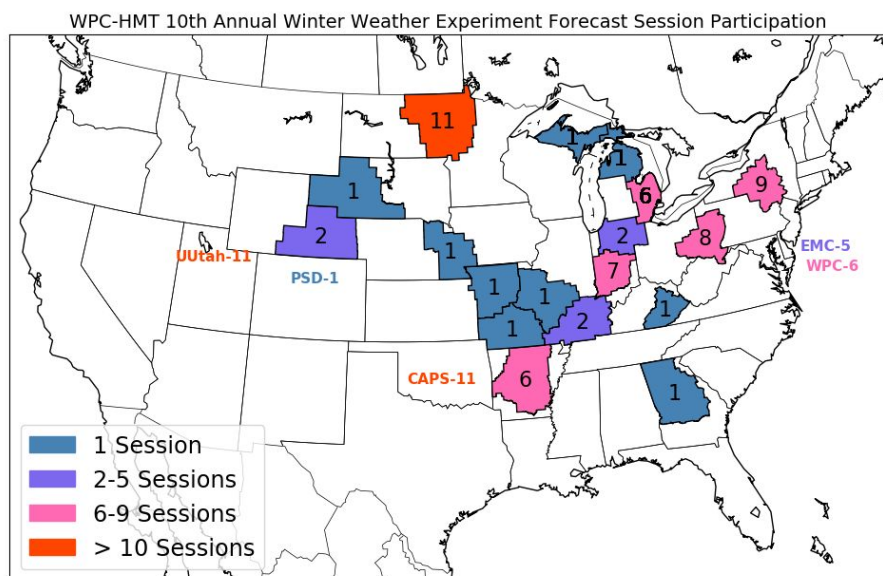 WPC-HMT 10th Annual Winter Weather Experiment Forecast Session Participation
11
1
1
1
6
9
2
1
2
8
EMC-5
UUtah-11
PSD-1
WPC-6
7
1
1
1
1
2
1
CAPS-11
6
1
1 Session
2-5 Sessions
6-9 Sessions
> 10 Sessions